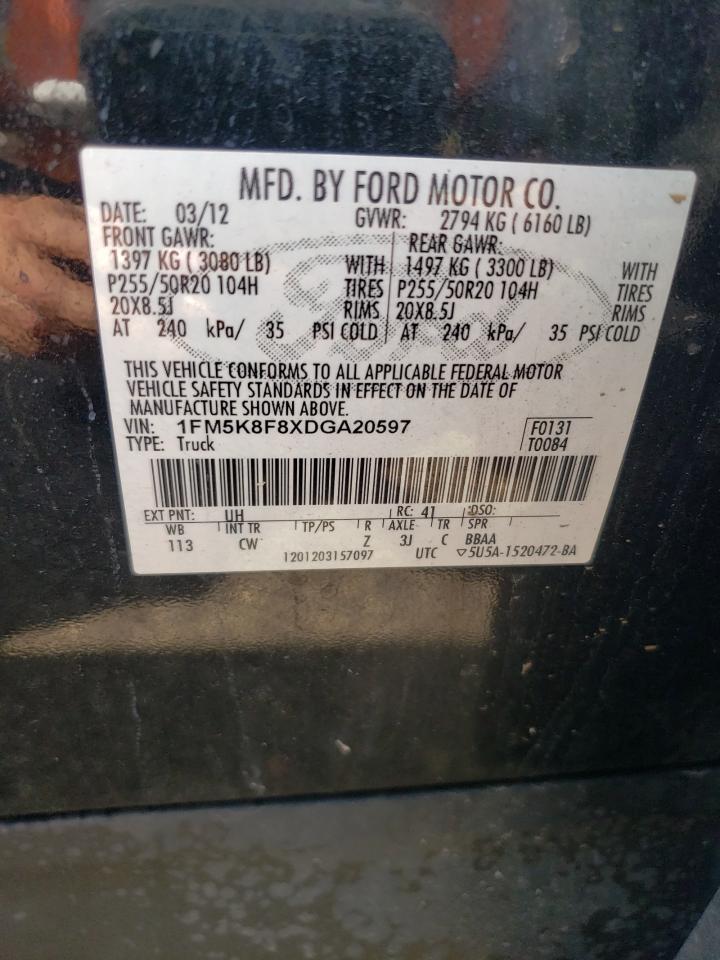 MFD. BY FORD MOTOR CO.
DATE: 03/12 GVWR: 2794 KG ( 6160 LB)
FRONT GAWR: REAR GAWR:
1397 KG ( 3080 LB) WITH 1497 KG ( 3300 LB) WITH
P255/50R20 104H TIRES P255/50R20 104H TIRES
20X8.5J RIMS 20X8.5J RIMS
AT 240 kPa/ 35 PSI COLD AT 240 kPa/ 35 PSI COLD
THIS VEHICLE CONFORMS TO ALL APPLICABLE FEDERAL MOTOR
VEHICLE SAFETY STANDARDS IN EFFECT ON THE DATE OF
MANUFACTURE SHOWN ABOVE.
VIN: 1FM5K8F8XDGA20597 F0131
TYPE: Truck T0084
EXT PNT: UH RC: 41 DSO:
WB INT TR TP/PS R AXLE TR SPR
113 CW Z 3J C BBAA
1201203157097 UTC ▽5U5A-1520472-BA
Ford